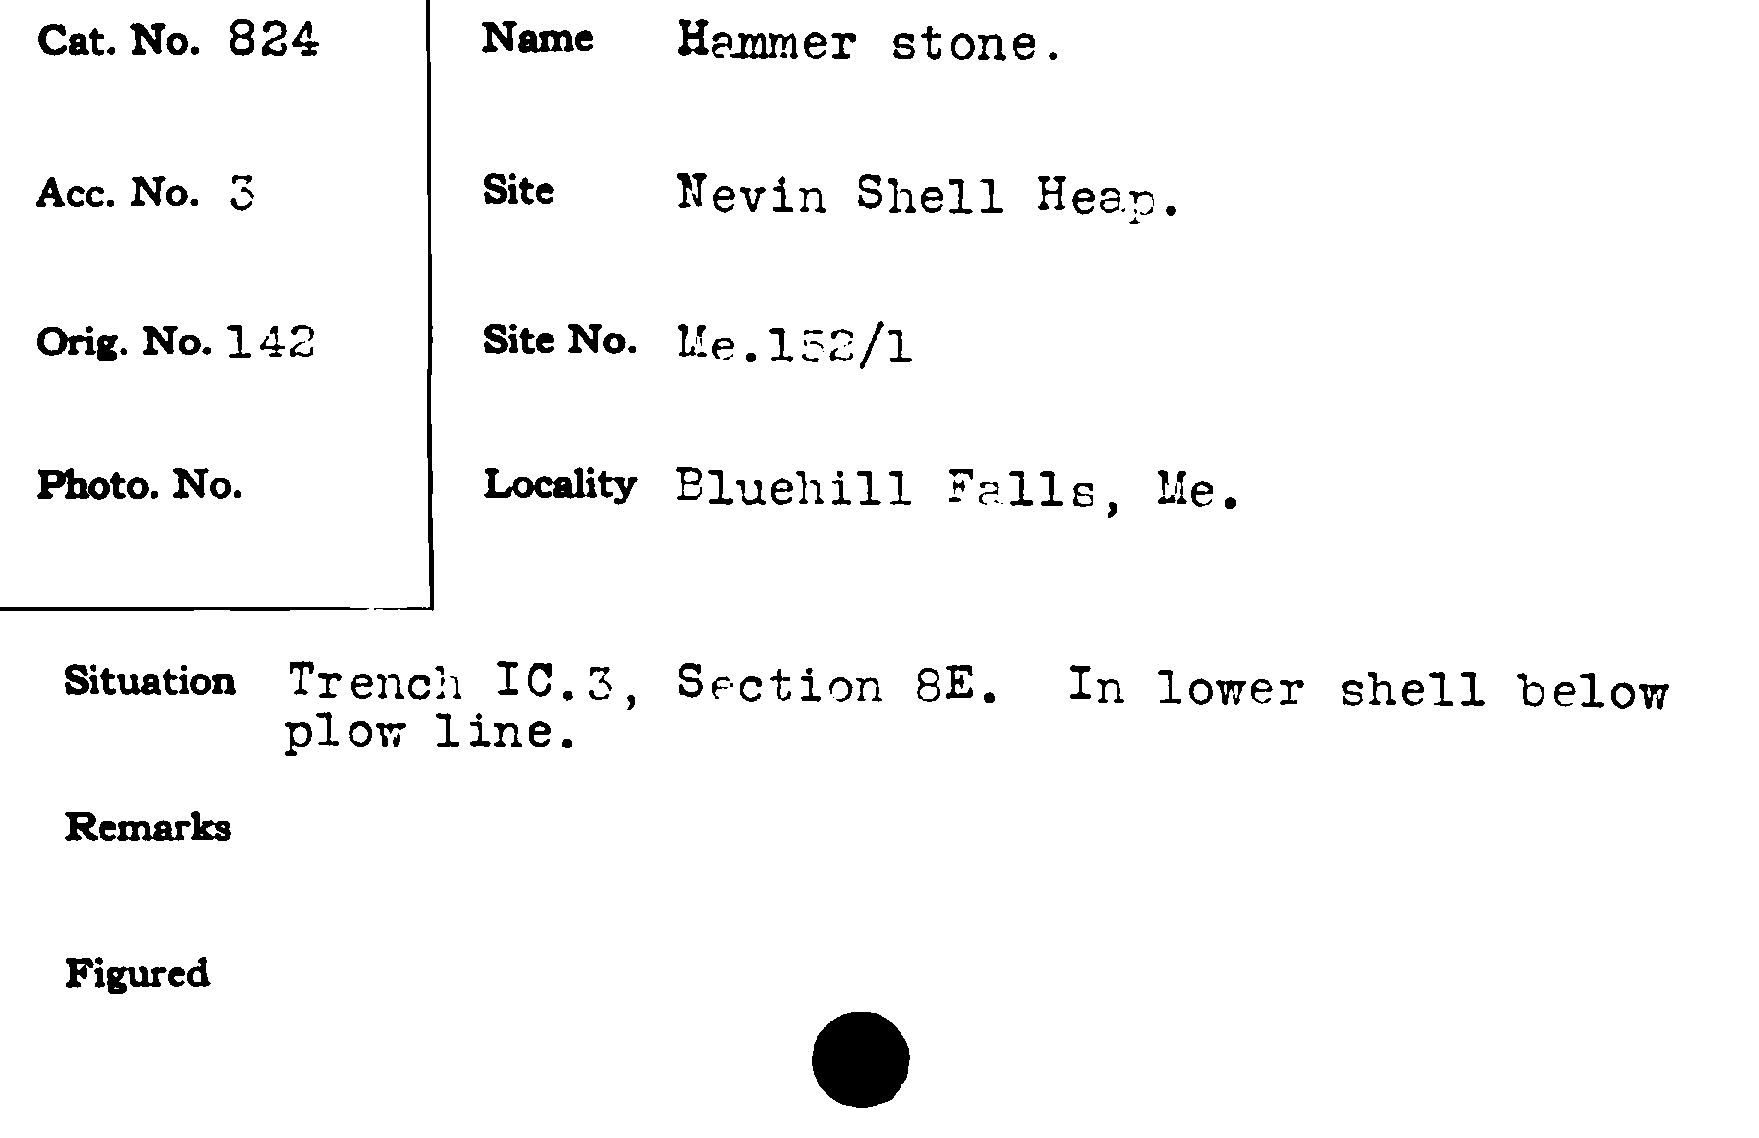 Cat. No. 824
Name Hammer stone.
Acc. No. 3
Site Nevin Shell Heap.
Orig. No. 142
Site No. Me.152/1
Photo. No.
Locality Bluehill Falls, Me.
Situation Trench IC.3, Section 8E. In lower shell below
plow line.
Remarks
Figured